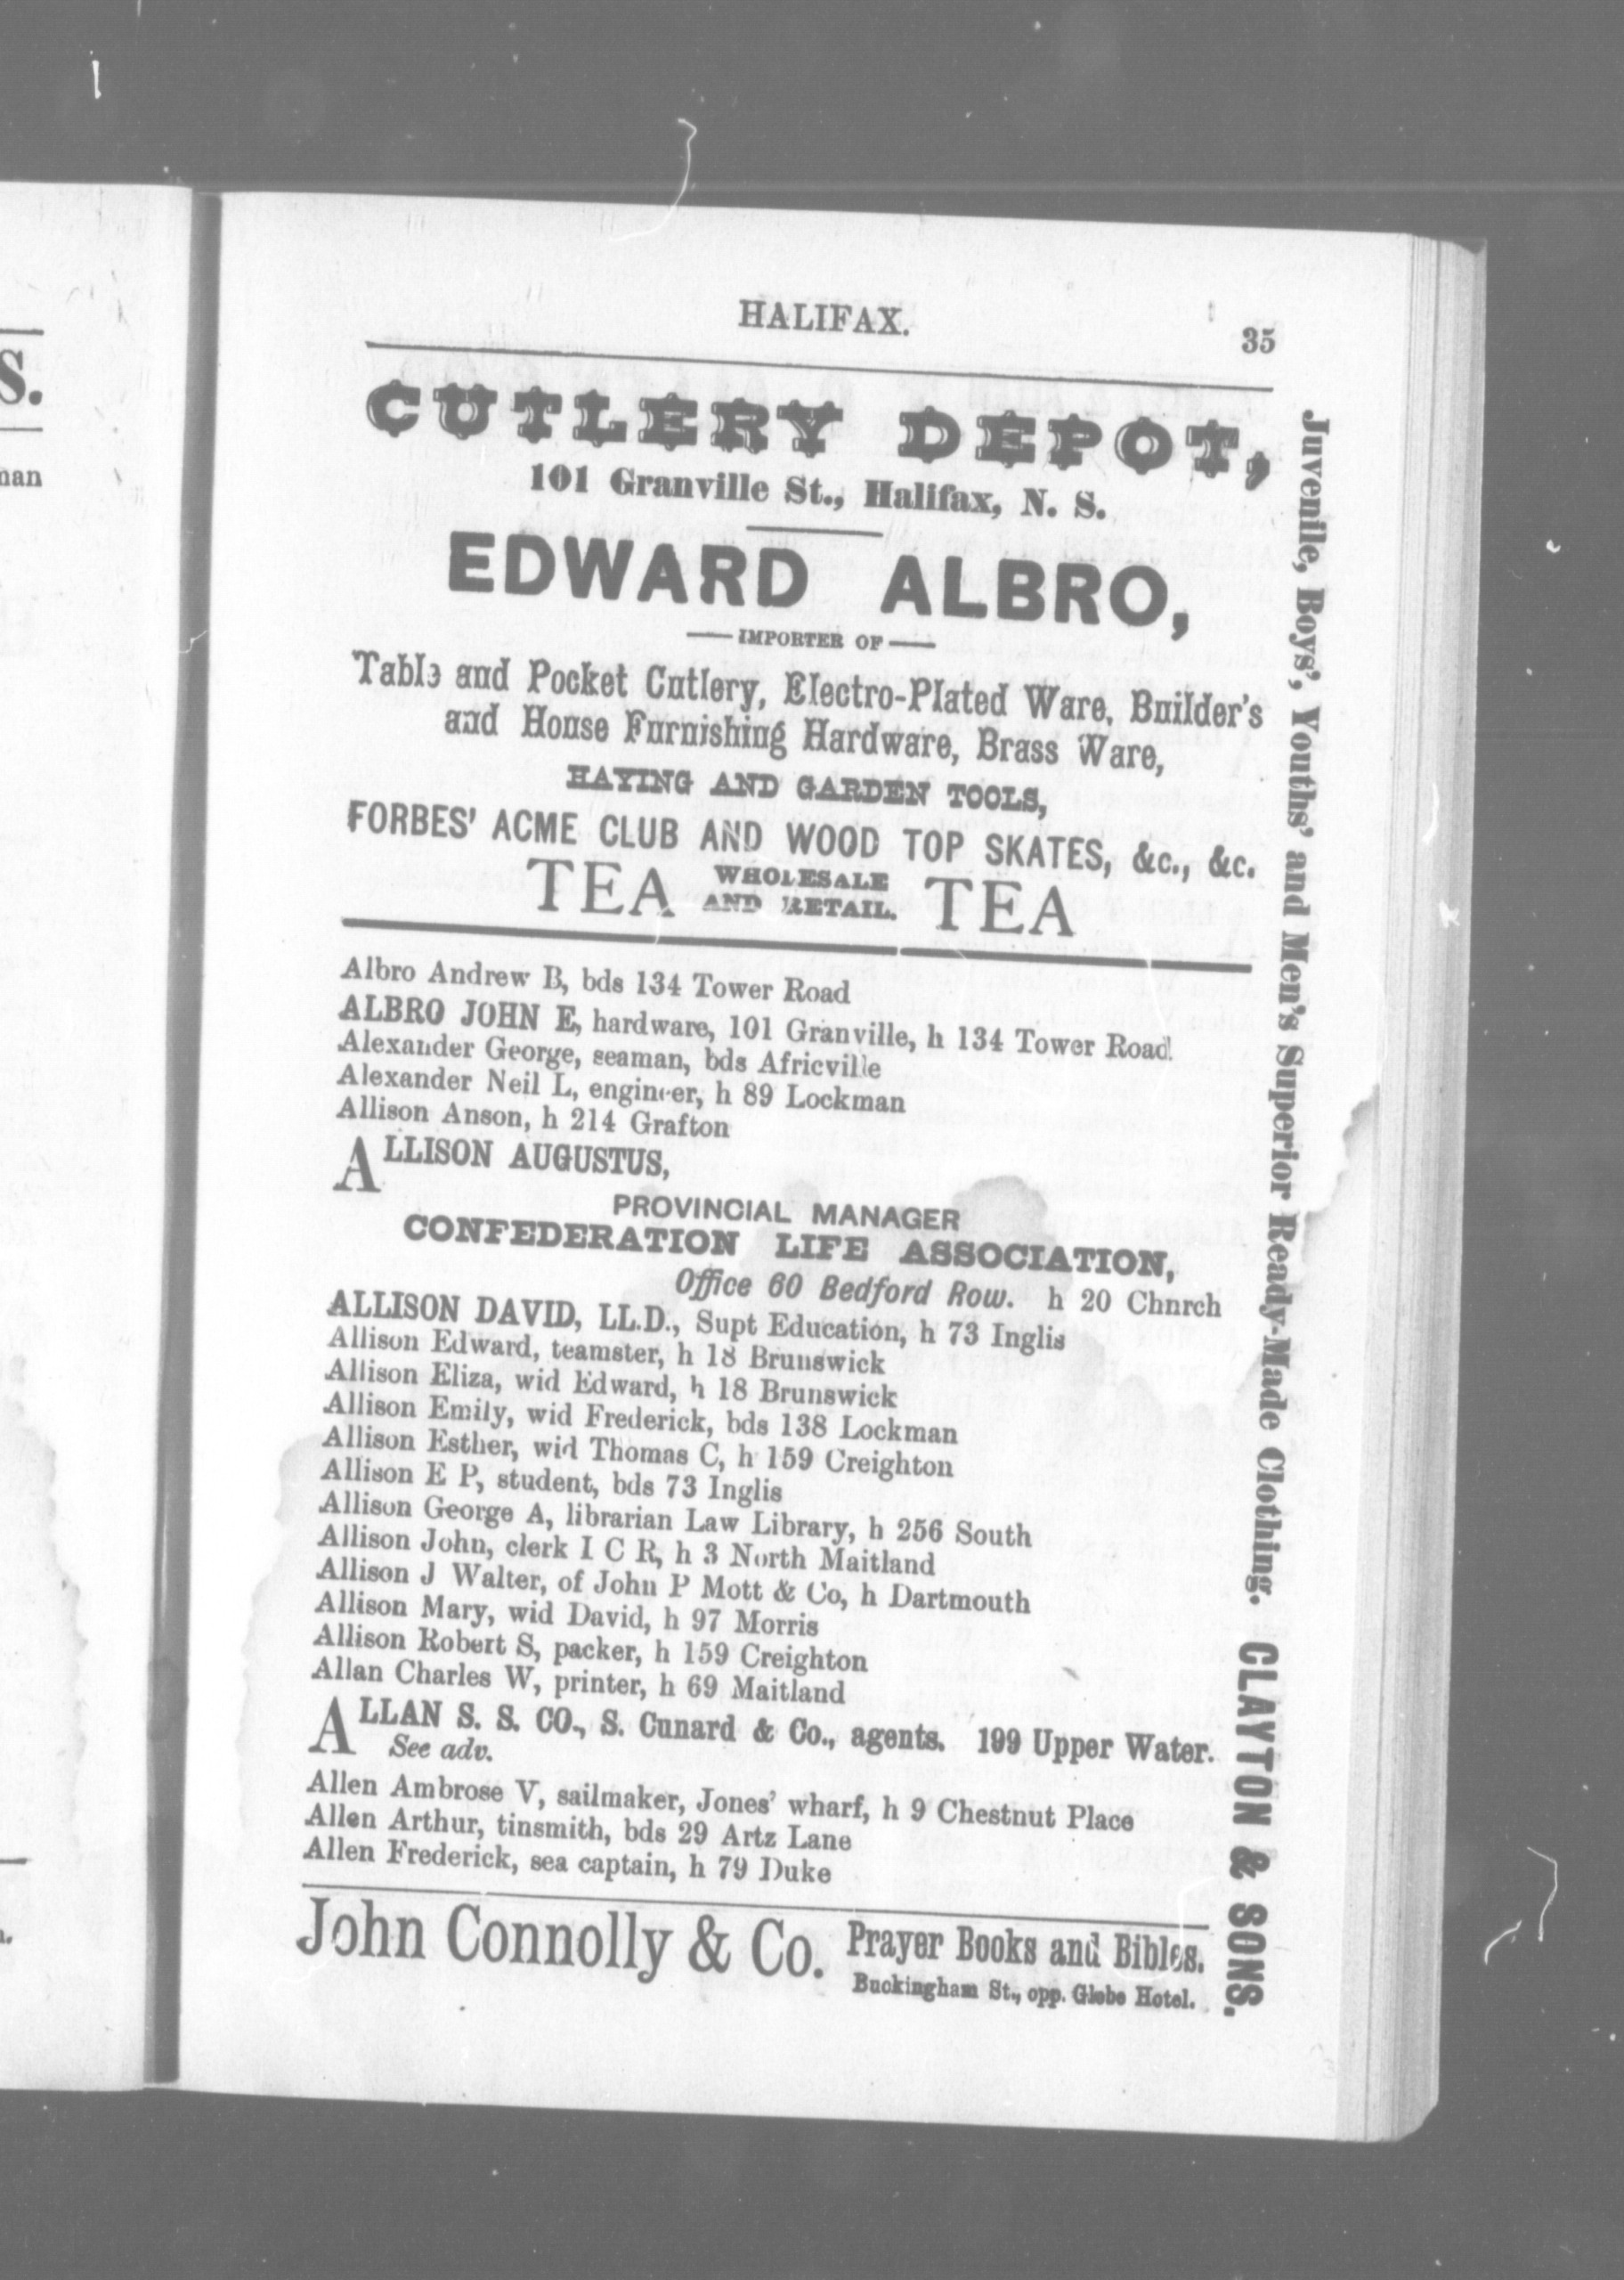 HALIFAX.
35
CUTLERY DEPOT,
101 Granville St., Halifax, N. S.
EDWARD ALBRO,
— IMPORTER OF —
Table and Pocket Cutlery, Electro-Plated Ware, Builder's
and House Furnishing Hardware, Brass Ware,
HAYING AND GARDEN TOOLS,
FORBES' ACME CLUB AND WOOD TOP SKATES, &c., &c.
TEA WHOLESALE AND RETAIL. TEA
Albro Andrew B, bds 134 Tower Road
ALBRO JOHN E, hardware, 101 Granville, h 134 Tower Road
Alexander George, seaman, bds Africville
Alexander Neil L, engineer, h 89 Lockman
Allison Anson, h 214 Grafton
ALLISON AUGUSTUS,
PROVINCIAL MANAGER
CONFEDERATION LIFE ASSOCIATION,
Office 60 Bedford Row. h 20 Chnrch
ALLISON DAVID, LL.D., Supt Education, h 73 Inglis
Allison Edward, teamster, h 18 Brunswick
Allison Eliza, wid Edward, h 18 Brunswick
Allison Emily, wid Frederick, bds 138 Lockman
Allison Esther, wid Thomas C, h 159 Creighton
Allison E P, student, bds 73 Inglis
Allison George A, librarian Law Library, h 256 South
Allison John, clerk I C R, h 3 North Maitland
Allison J Walter, of John P Mott & Co, h Dartmouth
Allison Mary, wid David, h 97 Morris
Allison Robert S, packer, h 159 Creighton
Allan Charles W, printer, h 69 Maitland
ALLAN S. S. CO., S. Cunard & Co., agents. 199 Upper Water.
See adv.
Allen Ambrose V, sailmaker, Jones' wharf, h 9 Chestnut Place
Allen Arthur, tinsmith, bds 29 Artz Lane
Allen Frederick, sea captain, h 79 Duke
John Connolly & Co. Prayer Books and Bibles.
Buckingham St., opp. Globe Hotel.
Juvenile, Boys', Youths' and Men's Superior Ready-Made Clothing. CLAYTON & SONS.